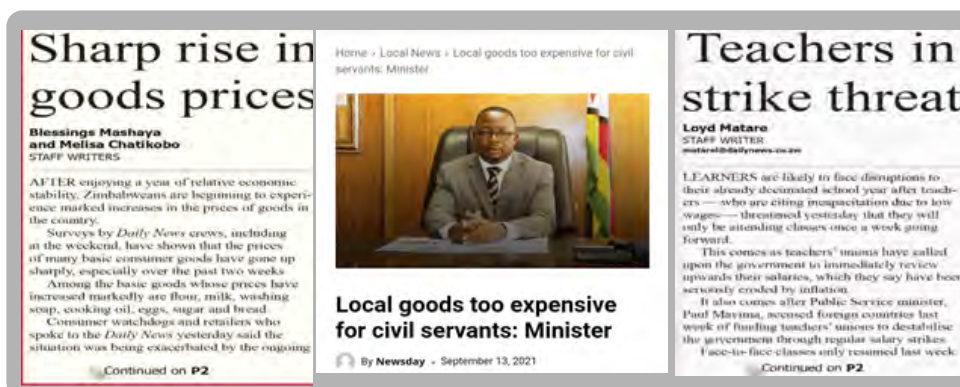 Sharp rise in
goods prices
Blessings Mashaya
and Melisa Chatikobo
STAFF WRITERS
AFTER enjoying a year of relative economic
stability, Zimbabweans are beginning to experi-
ence marked increases in the prices of goods in
the country.
Surveys by Daily News crews, including
at the weekend, have shown that the prices
of many basic consumer goods have gone up
sharply, especially over the past two weeks
Among the basic goods whose prices have
increased markedly are flour, milk, washing
soap, cooking oil, eggs, sugar and bread
Consumer watchdogs and retailers who
spoke to the Daily News yesterday said the
situation was being exacerbated by the ongoing
Continued on P2
Home › Local News › Local goods too expensive for civil
servants: Minister
Local goods too expensive
for civil servants: Minister
By Newsday - September 13, 2021
Teachers in
strike threat
Loyd Matare
STAFF WRITER
matarel@dailynews.co.zw
LEARNERS are likely to face disruptions to
their already decimated school year after teach-
ers — who are citing incapacitation due to low
wages — threatened yesterday that they will
only be attending classes once a week going
forward.
This comes as teachers' unions have called
upon the government to immediately review
upwards their salaries, which they say have been
seriously eroded by inflation.
It also comes after Public Service minister,
Paul Mavima, accused foreign countries last
week of funding teachers' unions to destabilise
the government through regular salary strikes.
Face-to-face classes only resumed last week
Continued on P2